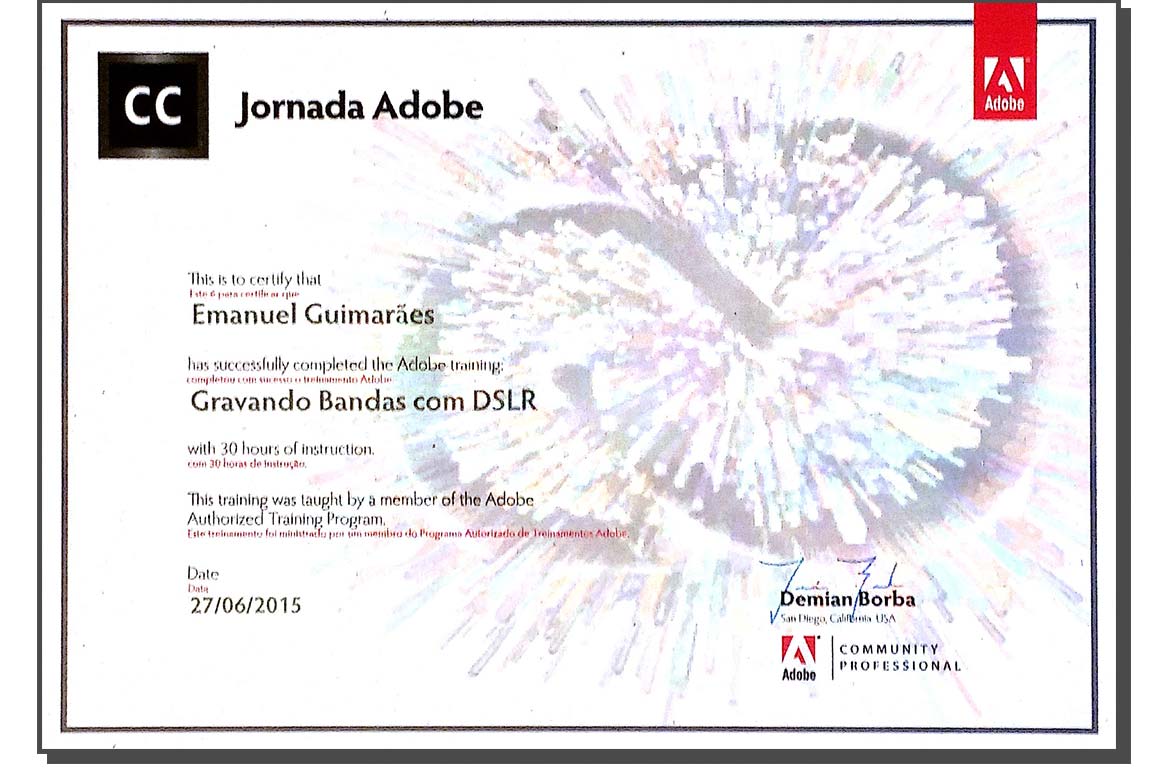 CC
Jornada Adobe
Adobe
This is to certify that
Este é para certificar que
Emanuel Guimarães
has successfully completed the Adobe training:
completou com sucesso o treinamento Adobe
Gravando Bandas com DSLR
with 30 hours of instruction.
com 30 horas de instrução.
This training was taught by a member of the Adobe
Authorized Training Program.
Este treinamento foi ministrado por um membro do Programa Autorizado de Treinamentos Adobe.
Date
Data
27/06/2015
Demian Borba
San Diego, California USA
Adobe
COMMUNITY
PROFESSIONAL